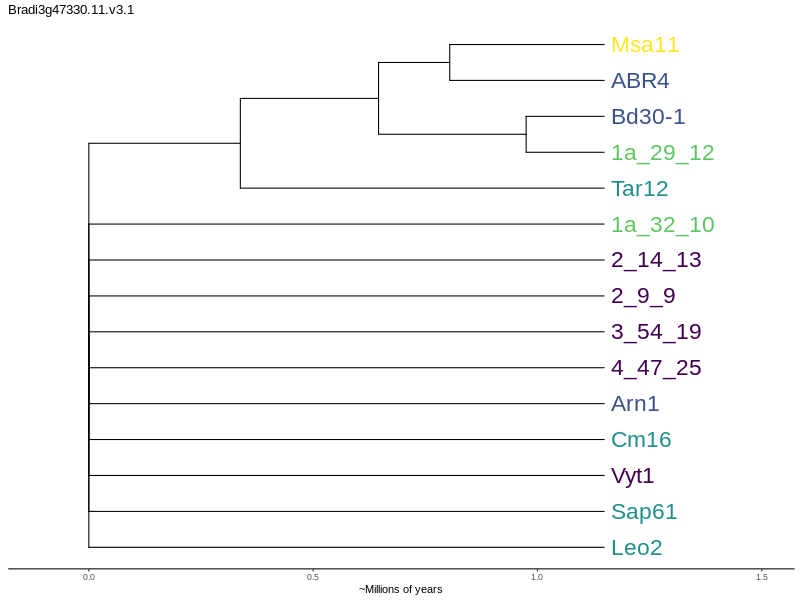 Bradi3g47330.11.v3.1
Msa11
ABR4
Bd30-1
1a_29_12
Tar12
1a_32_10
2_14_13
2_9_9
3_54_19
4_47_25
Arn1
Cm16
Vyt1
Sap61
Leo2
0.0 0.5 1.0 1.5
~Millions of years